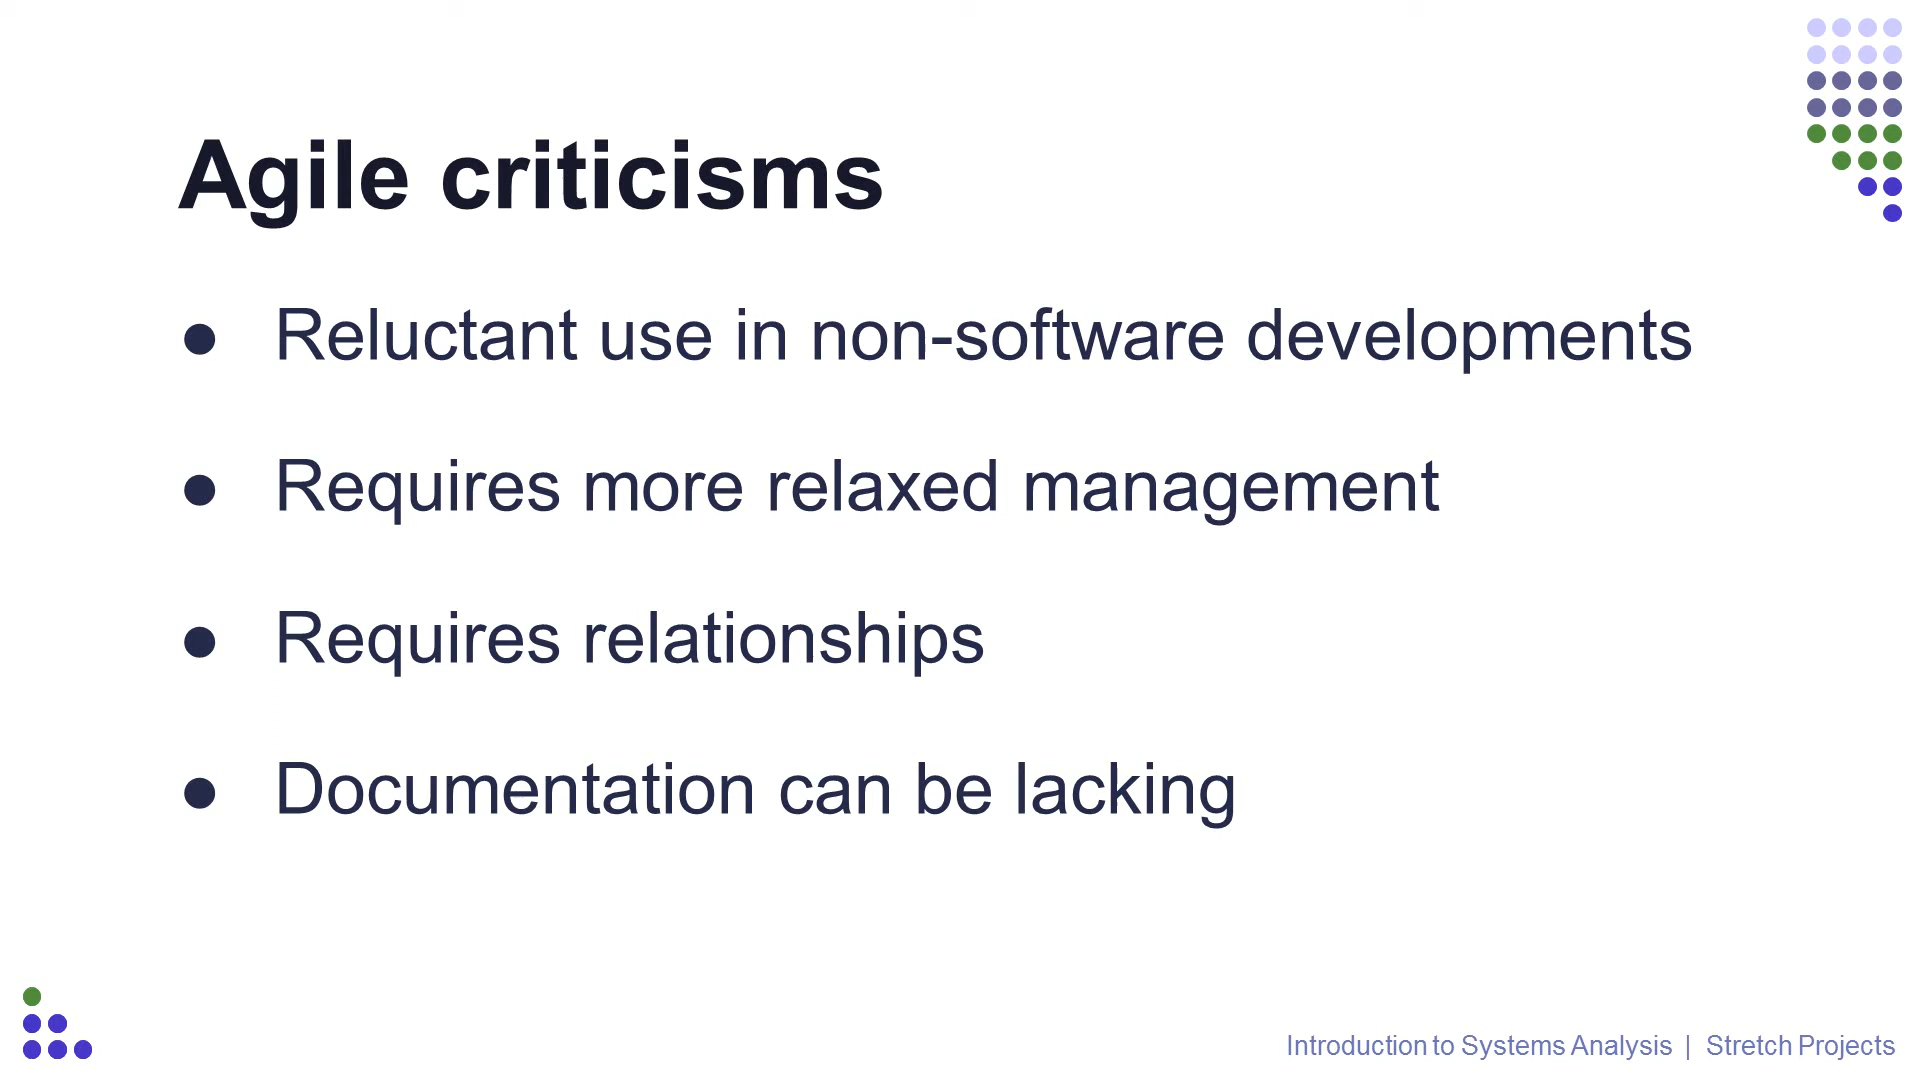 Agile criticisms
● Reluctant use in non-software developments
● Requires more relaxed management
● Requires relationships
● Documentation can be lacking
Introduction to Systems Analysis | Stretch Projects